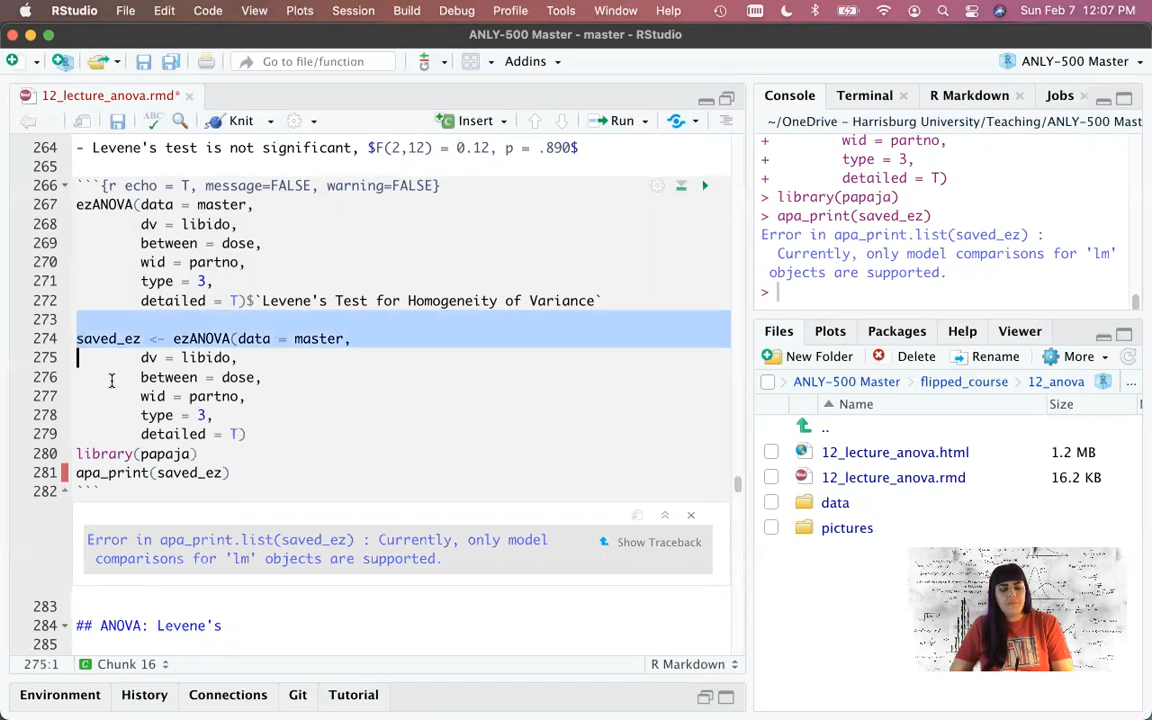 RStudio File Edit Code View Plots Session Build Debug Profile Tools Window Help Sun Feb 7 12:07 PM
ANLY-500 Master - master - RStudio
Go to file/function Addins ANLY-500 Master
12_lecture_anova.rmd*
Knit Insert Run
264 - Levene's test is not significant, $F(2,12) = 0.12, p = .890$
265
266 ```{r echo = T, message=FALSE, warning=FALSE}
267 ezANOVA(data = master,
268 dv = libido,
269 between = dose,
270 wid = partno,
271 type = 3,
272 detailed = T)$`Levene's Test for Homogeneity of Variance`
273
274 saved_ez <- ezANOVA(data = master,
275 dv = libido,
276 between = dose,
277 wid = partno,
278 type = 3,
279 detailed = T)
280 library(papaja)
281 apa_print(saved_ez)
282 ```
Error in apa_print.list(saved_ez) : Currently, only model
comparisons for 'lm' objects are supported.
Show Traceback
283
284 ## ANOVA: Levene's
285
275:1 Chunk 16 R Markdown
Environment History Connections Git Tutorial
Console Terminal R Markdown Jobs
~/OneDrive - Harrisburg University/Teaching/ANLY-500 Mast
+ wid = partno,
+ type = 3,
+ detailed = T)
> library(papaja)
> apa_print(saved_ez)
Error in apa_print.list(saved_ez) :
Currently, only model comparisons for 'lm'
objects are supported.
>
Files Plots Packages Help Viewer
New Folder Delete Rename More
ANLY-500 Master flipped_course 12_anova ...
Name Size
..
12_lecture_anova.html 1.2 MB
12_lecture_anova.rmd 16.2 KB
data
pictures